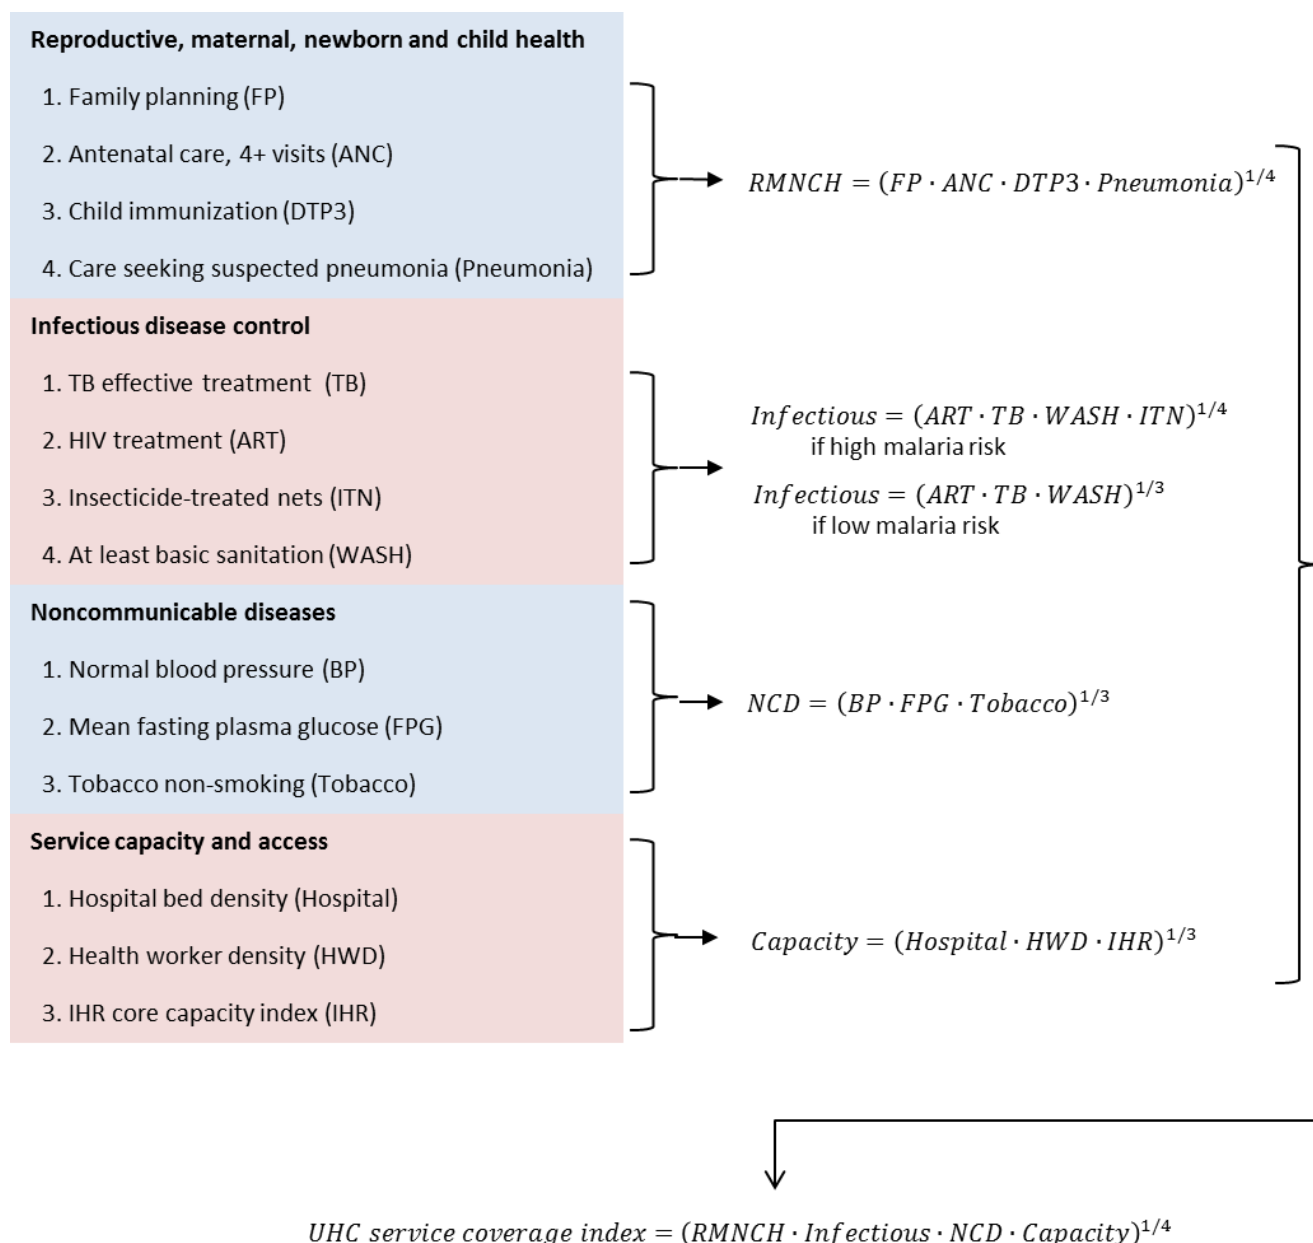 Reproductive, maternal, newborn and child health
1. Family planning (FP)
2. Antenatal care, 4+ visits (ANC)
3. Child immunization (DTP3)
4. Care seeking suspected pneumonia (Pneumonia)
RMNCH = (FP · ANC · DTP3 · Pneumonia)^{1/4}
Infectious disease control
1. TB effective treatment (TB)
2. HIV treatment (ART)
3. Insecticide-treated nets (ITN)
4. At least basic sanitation (WASH)
Infectious = (ART · TB · WASH · ITN)^{1/4}
if high malaria risk
Infectious = (ART · TB · WASH)^{1/3}
if low malaria risk
Noncommunicable diseases
1. Normal blood pressure (BP)
2. Mean fasting plasma glucose (FPG)
3. Tobacco non-smoking (Tobacco)
NCD = (BP · FPG · Tobacco)^{1/3}
Service capacity and access
1. Hospital bed density (Hospital)
2. Health worker density (HWD)
3. IHR core capacity index (IHR)
Capacity = (Hospital · HWD · IHR)^{1/3}
UHC service coverage index = (RMNCH · Infectious · NCD · Capacity)^{1/4}